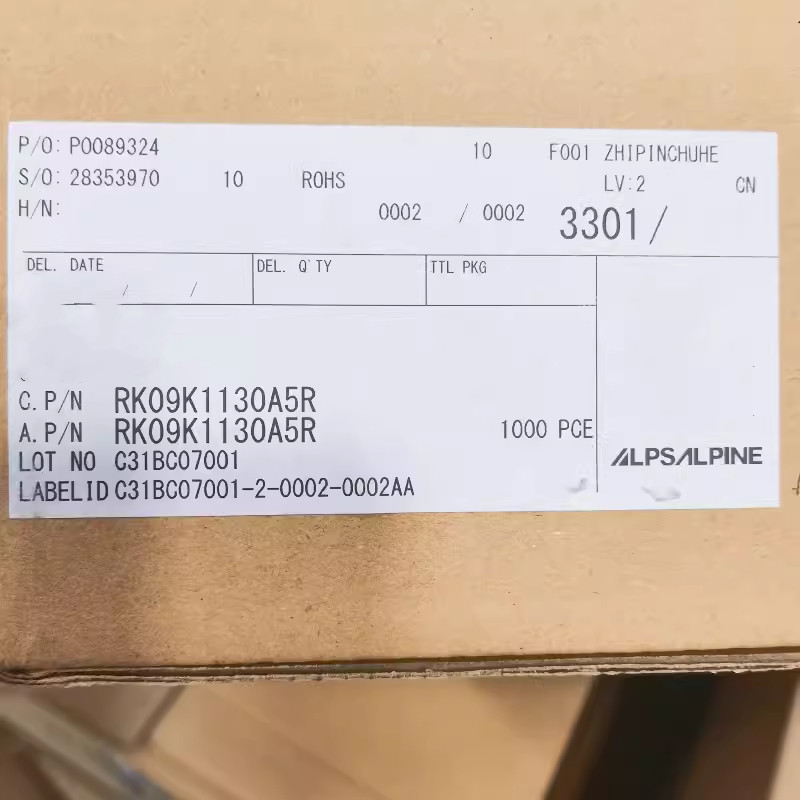 P/O: P0089324 10 F001 ZHIPINCHUHE
S/O: 28353970 10 ROHS LV:2 CN
H/N: 0002 / 0002 3301/
DEL. DATE DEL. Q'TY TTL PKG
/ /
C. P/N RK09K1130A5R
A. P/N RK09K1130A5R 1000 PCE
LOT NO C31BC07001
ALPSALPINE
LABELID C31BC07001-2-0002-0002AA